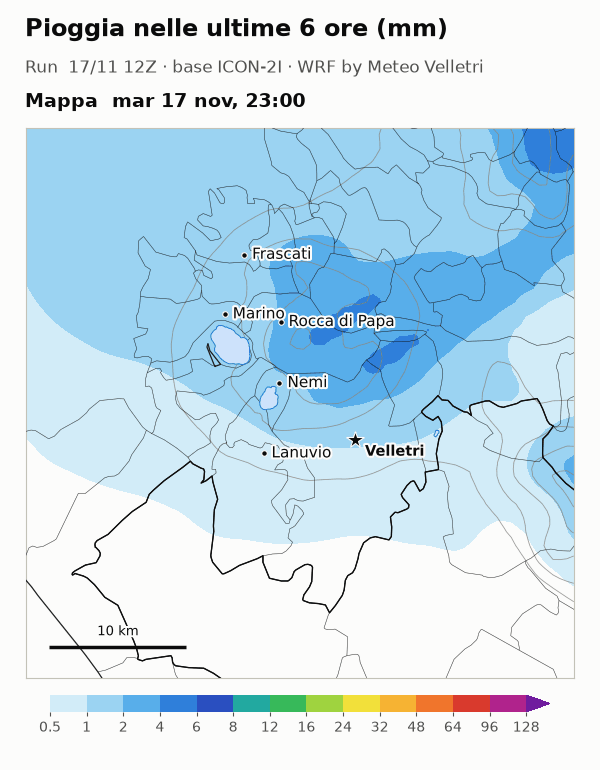 Pioggia nelle ultime 6 ore (mm)
Run  17/11 12Z · base ICON-2I · WRF by Meteo Velletri
Mappa  mar 17 nov, 23:00
Frascati
Marino
Rocca di Papa
Nemi
Velletri
Lanuvio
10 km
0.5 1 2 4 6 8 12 16 24 32 48 64 96 128